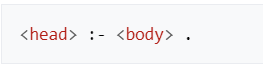 <head> :- <body> .